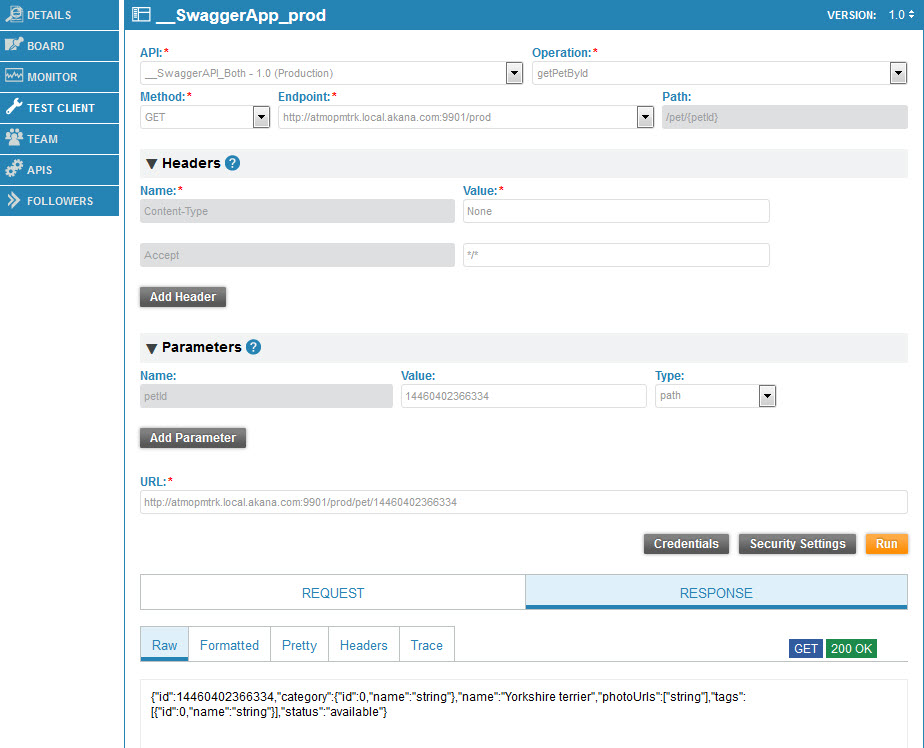 DETAILS
BOARD
MONITOR
TEST CLIENT
TEAM
APIS
FOLLOWERS
__SwaggerApp_prod
VERSION: 1.0
API:* Operation:*
__SwaggerAPI_Both - 1.0 (Production) getPetById
Method:* Endpoint:* Path:
GET http://atmopmtrk.local.akana.com:9901/prod /pet/{petId}
▼ Headers ?
Name:* Value:*
Content-Type None
Accept */*
Add Header
▼ Parameters ?
Name: Value: Type:
petId 14460402366334 path
Add Parameter
URL:*
http://atmopmtrk.local.akana.com:9901/prod/pet/14460402366334
Credentials Security Settings Run
REQUEST RESPONSE
Raw Formatted Pretty Headers Trace GET 200 OK
{"id":14460402366334,"category":{"id":0,"name":"string"},"name":"Yorkshire terrier","photoUrls":["string"],"tags":
[{"id":0,"name":"string"}],"status":"available"}